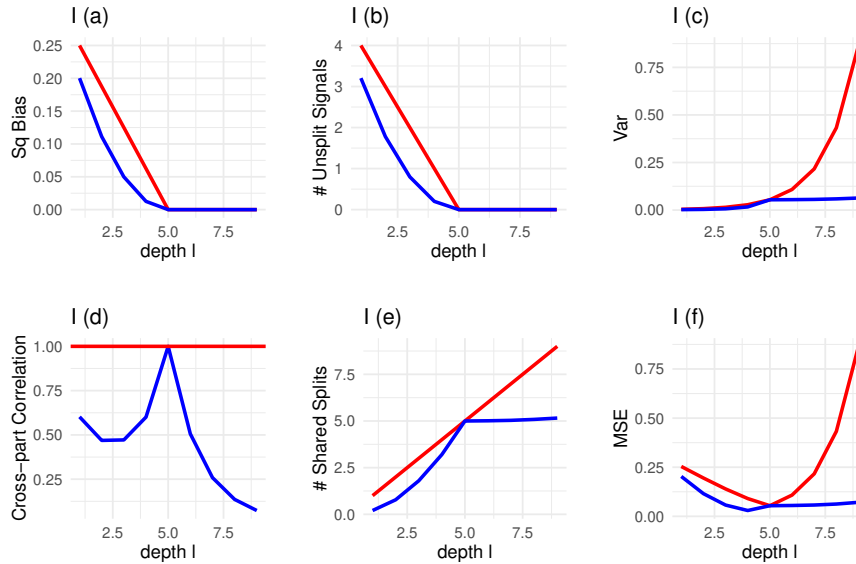 I (a)
Sq Bias
0.25
0.20
0.15
0.10
0.05
0.00
2.5 5.0 7.5
depth l
I (b)
# Unsplit Signals
4
3
2
1
0
2.5 5.0 7.5
depth l
I (c)
Var
0.75
0.50
0.25
0.00
2.5 5.0 7.5
depth l
I (d)
Cross−part Correlation
1.00
0.75
0.50
0.25
2.5 5.0 7.5
depth l
I (e)
# Shared Splits
7.5
5.0
2.5
0.0
2.5 5.0 7.5
depth l
I (f)
MSE
0.75
0.50
0.25
0.00
2.5 5.0 7.5
depth l